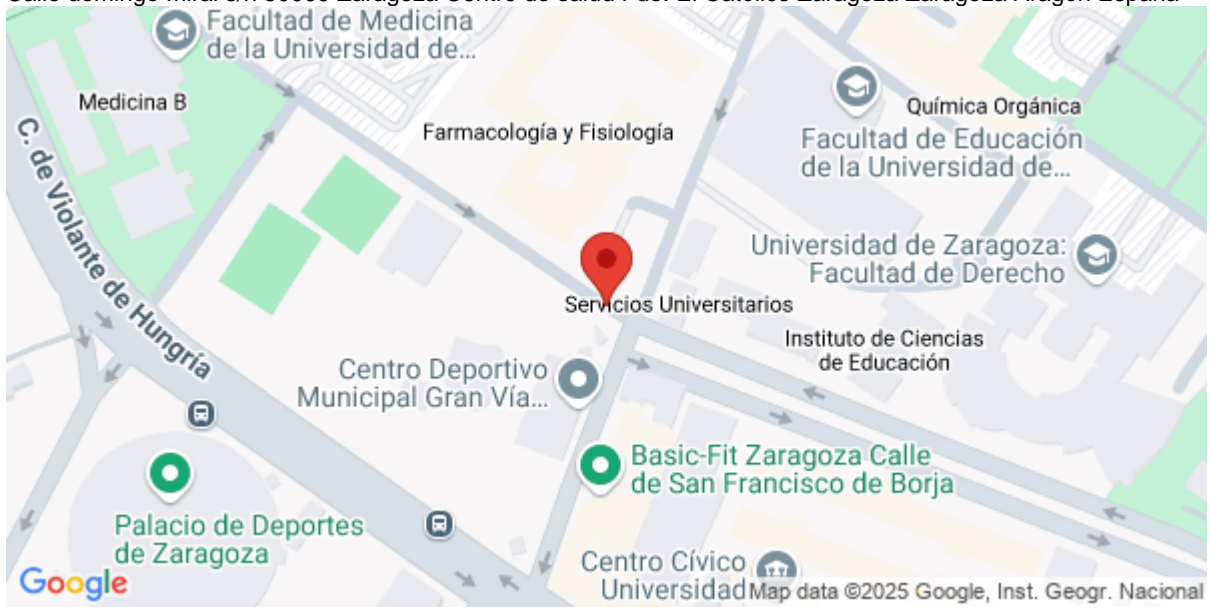 Facultad de Medicina
de la Universidad de...
Medicina B
Farmacología y Fisiología
Química Orgánica
Facultad de Educación
de la Universidad de...
C. de Violante de Hungría
Universidad de Zaragoza:
Facultad de Derecho
Servicios Universitarios
Instituto de Ciencias
de Educación
Centro Deportivo
Municipal Gran Vía...
Basic-Fit Zaragoza Calle
de San Francisco de Borja
Palacio de Deportes
de Zaragoza
Centro Cívico
Universidad
Google
Map data ©2025 Google, Inst. Geogr. Nacional